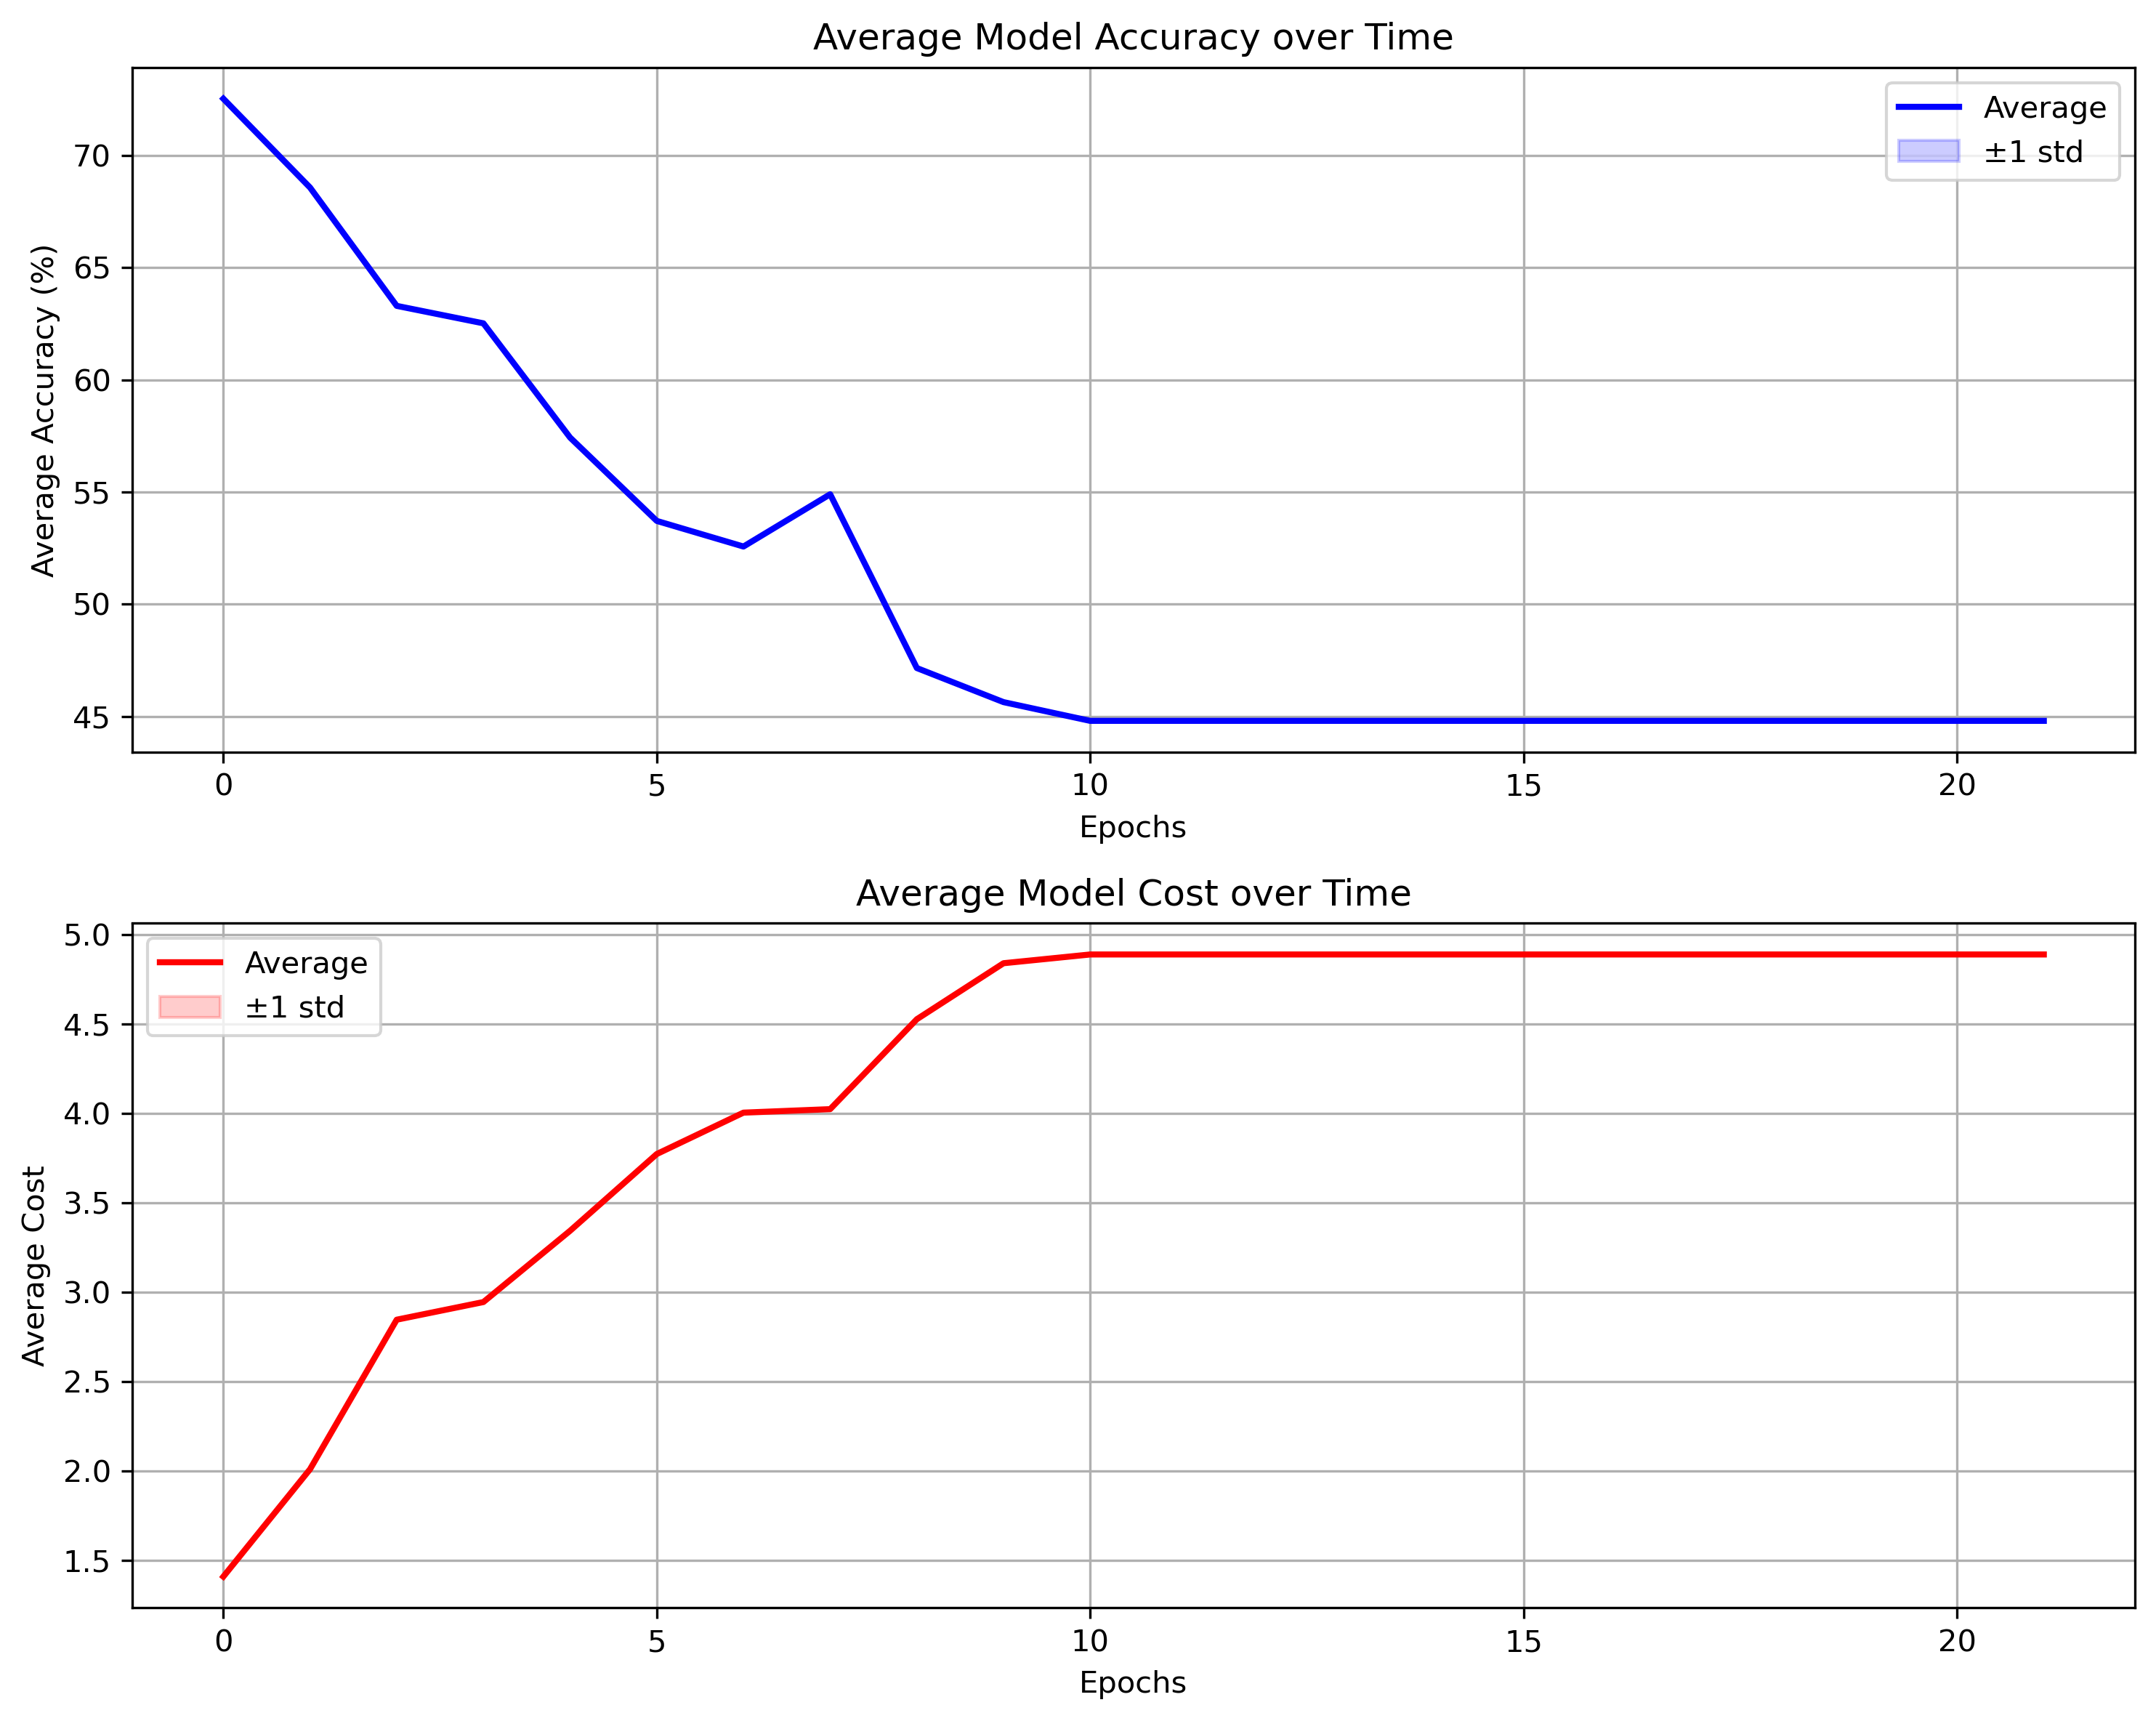 Average Model Accuracy over Time
Average
±1 std
Average Accuracy (%)
70
65
60
55
50
45
0 5 10 15 20
Epochs
Average Model Cost over Time
Average
±1 std
Average Cost
5.0
4.5
4.0
3.5
3.0
2.5
2.0
1.5
0 5 10 15 20
Epochs